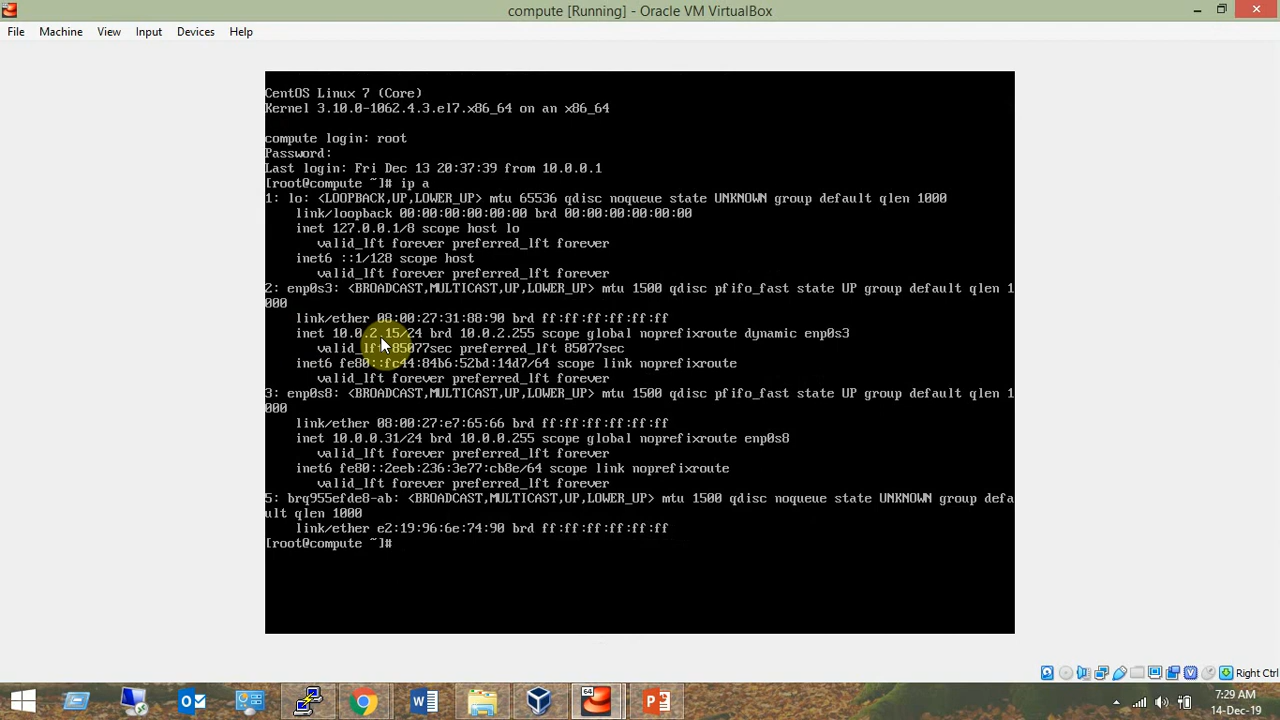 compute [Running] - Oracle VM VirtualBox
File Machine View Input Devices Help
CentOS Linux 7 (Core)
Kernel 3.10.0-1062.4.3.el7.x86_64 on an x86_64
compute login: root
Password:
Last login: Fri Dec 13 20:37:39 from 10.0.0.1
[root@compute ~]# ip a
1: lo: <LOOPBACK,UP,LOWER_UP> mtu 65536 qdisc noqueue state UNKNOWN group default qlen 1000
link/loopback 00:00:00:00:00:00 brd 00:00:00:00:00:00
inet 127.0.0.1/8 scope host lo
valid_lft forever preferred_lft forever
inet6 ::1/128 scope host
valid_lft forever preferred_lft forever
2: enp0s3: <BROADCAST,MULTICAST,UP,LOWER_UP> mtu 1500 qdisc pfifo_fast state UP group default qlen 1
000
link/ether 08:00:27:31:88:90 brd ff:ff:ff:ff:ff:ff
inet 10.0.2.15/24 brd 10.0.2.255 scope global noprefixroute dynamic enp0s3
valid_lft 85077sec preferred_lft 85077sec
inet6 fe80::fc44:84b6:52bd:14d7/64 scope link noprefixroute
valid_lft forever preferred_lft forever
3: enp0s8: <BROADCAST,MULTICAST,UP,LOWER_UP> mtu 1500 qdisc pfifo_fast state UP group default qlen 1
000
link/ether 08:00:27:e7:65:66 brd ff:ff:ff:ff:ff:ff
inet 10.0.0.31/24 brd 10.0.0.255 scope global noprefixroute enp0s8
valid_lft forever preferred_lft forever
inet6 fe80::2eeb:236:3e77:cb8e/64 scope link noprefixroute
valid_lft forever preferred_lft forever
5: brq955efde8-ab: <BROADCAST,MULTICAST,UP,LOWER_UP> mtu 1500 qdisc noqueue state UNKNOWN group defa
ult qlen 1000
link/ether e2:19:96:6e:74:90 brd ff:ff:ff:ff:ff:ff
[root@compute ~]#
Right Ctrl
7:29 AM
14-Dec-19